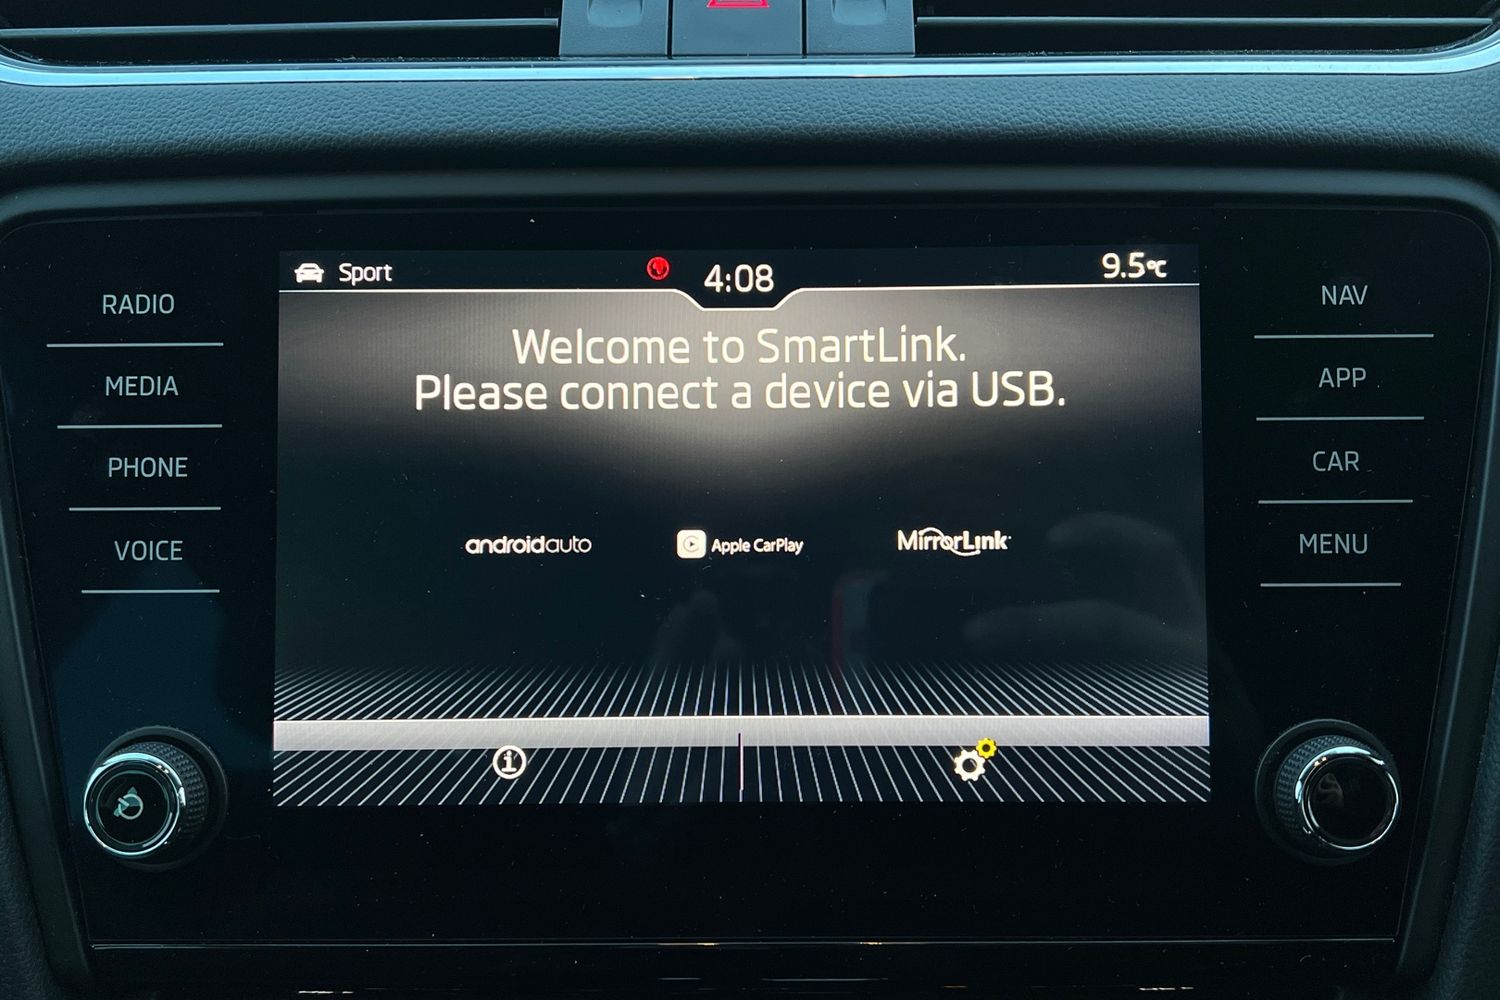 Sport
4:08
9.5°C
RADIO
MEDIA
PHONE
VOICE
NAV
APP
CAR
MENU
Welcome to SmartLink.
Please connect a device via USB.
androidauto
Apple CarPlay
MirrorLink
i